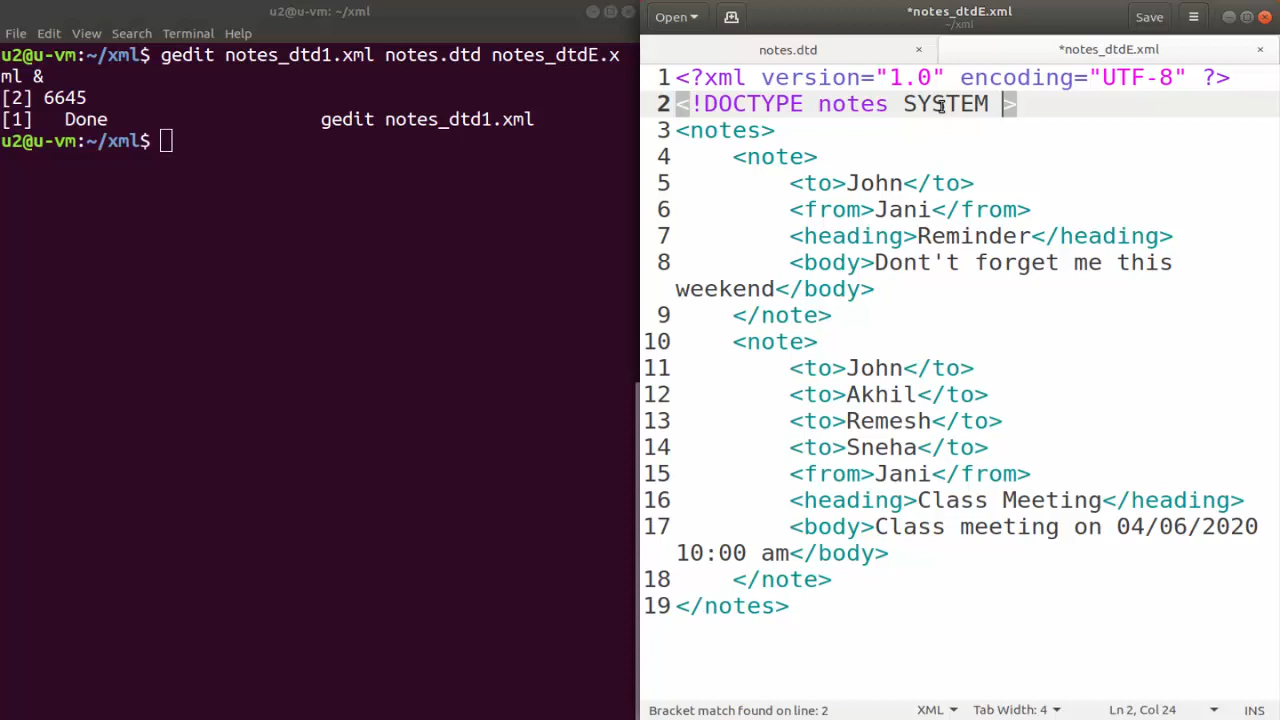 u2@u-vm: ~/xml
File Edit View Search Terminal Help
u2@u-vm:~/xml$ gedit notes_dtd1.xml notes.dtd notes_dtdE.x
ml &
[2] 6645
[1]   Done                    gedit notes_dtd1.xml
u2@u-vm:~/xml$
Open
*notes_dtdE.xml
~/xml
Save
notes.dtd ×
*notes_dtdE.xml ×
1 <?xml version="1.0" encoding="UTF-8" ?>
2 <!DOCTYPE notes SYSTEM >
3 <notes>
4     <note>
5         <to>John</to>
6         <from>Jani</from>
7         <heading>Reminder</heading>
8         <body>Dont't forget me this
weekend</body>
9     </note>
10     <note>
11         <to>John</to>
12         <to>Akhil</to>
13         <to>Remesh</to>
14         <to>Sneha</to>
15         <from>Jani</from>
16         <heading>Class Meeting</heading>
17         <body>Class meeting on 04/06/2020
10:00 am</body>
18     </note>
19 </notes>
Bracket match found on line: 2 XML Tab Width: 4 Ln 2, Col 24 INS